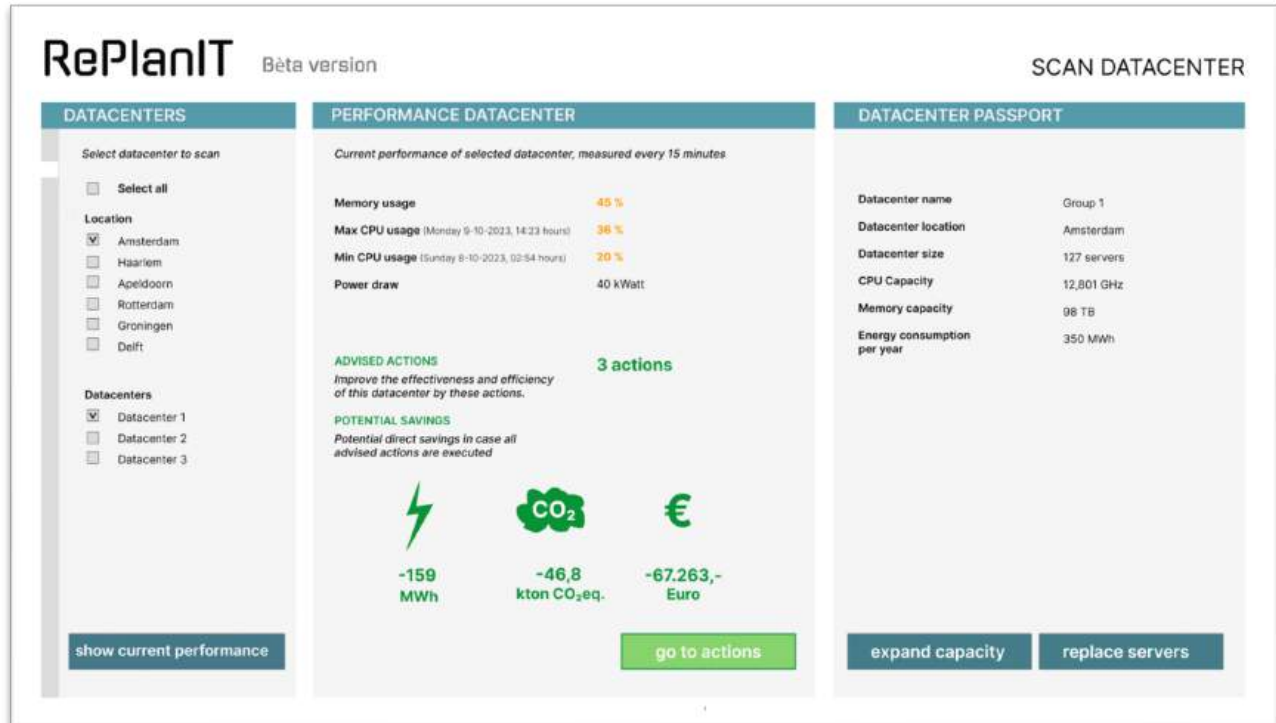 RePlanIT Bèta version
SCAN DATACENTER
DATACENTERS
Select datacenter to scan
Select all
Location
Amsterdam
Haarlem
Apeldoorn
Rotterdam
Groningen
Delft
Datacenters
Datacenter 1
Datacenter 2
Datacenter 3
show current performance
PERFORMANCE DATACENTER
Current performance of selected datacenter, measured every 15 minutes
Memory usage 45 %
Max CPU usage (Monday 9-10-2023, 14:23 hours) 36 %
Min CPU usage (Sunday 8-10-2023, 02:54 hours) 20 %
Power draw 40 kWatt
ADVISED ACTIONS 3 actions
Improve the effectiveness and efficiency
of this datacenter by these actions.
POTENTIAL SAVINGS
Potential direct savings in case all
advised actions are executed
CO₂ €
-159 -46,8 -67.263,-
MWh kton CO₂eq. Euro
go to actions
DATACENTER PASSPORT
Datacenter name Group 1
Datacenter location Amsterdam
Datacenter size 127 servers
CPU Capacity 12,801 GHz
Memory capacity 98 TB
Energy consumption 350 MWh
per year
expand capacity replace servers